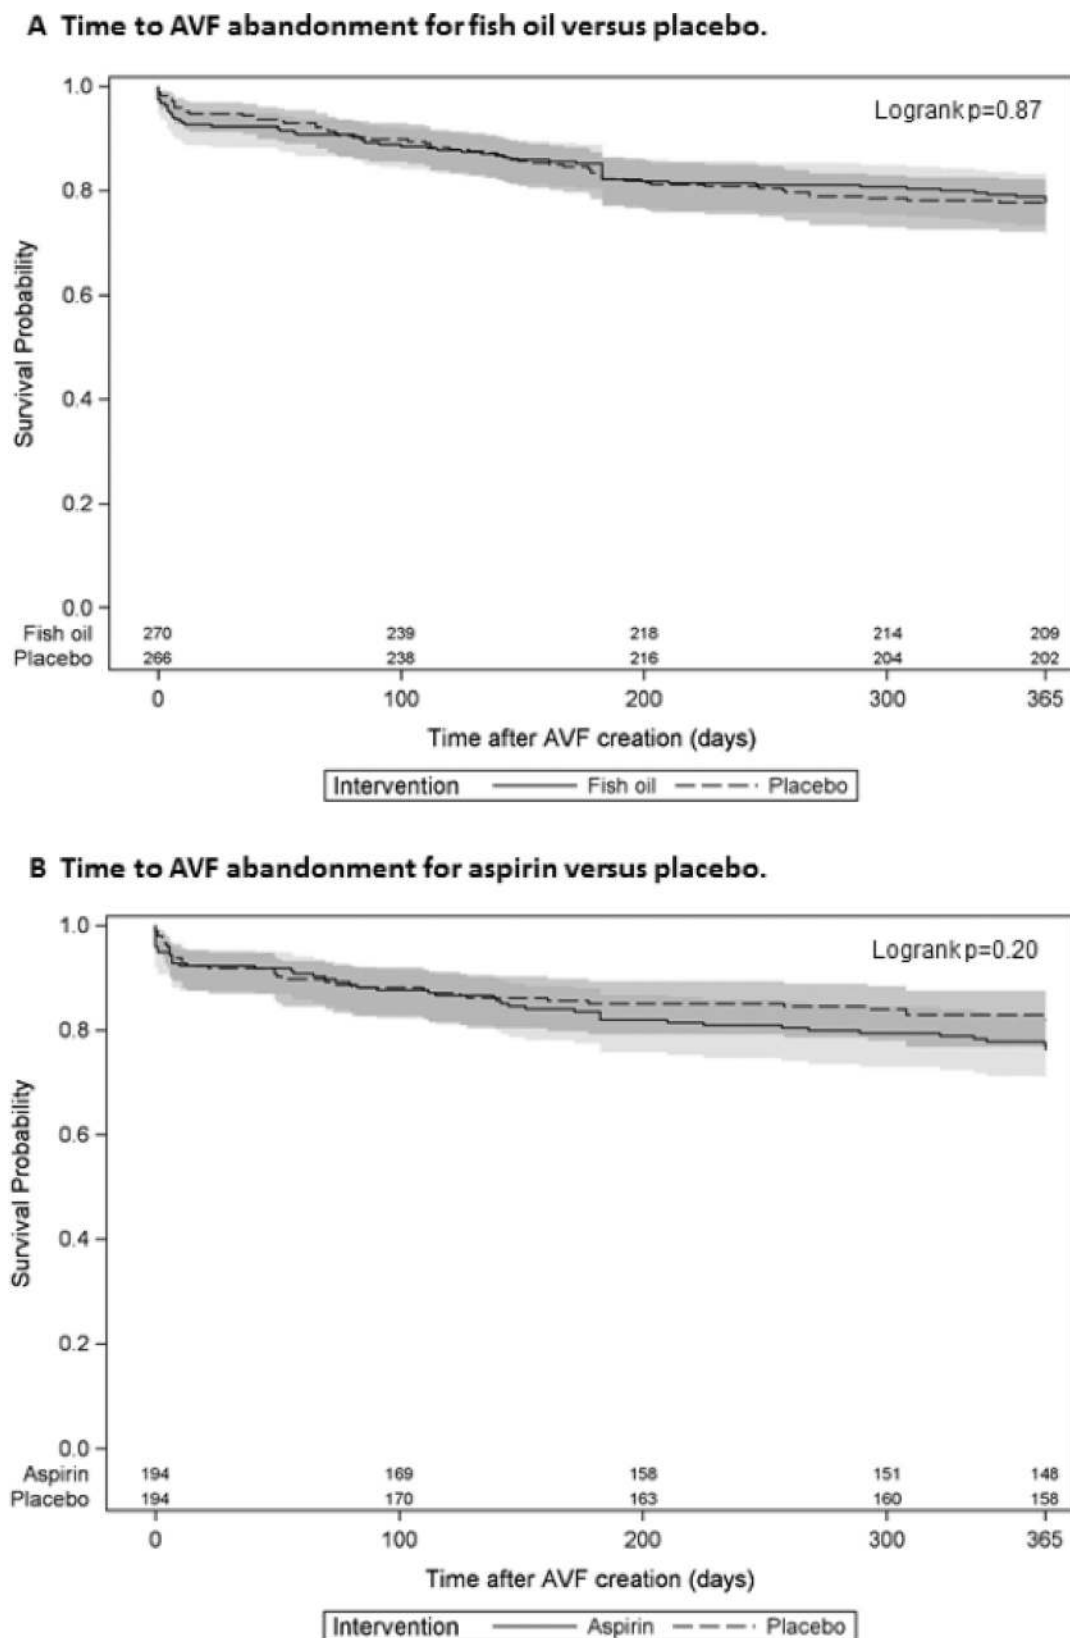 A Time to AVF abandonment for fish oil versus placebo.
1.0
Logrank p=0.87
0.8
0.6
Survival Probability
0.4
0.2
0.0
Fish oil 270 239 218 214 209
Placebo 266 238 216 204 202
0 100 200 300 365
Time after AVF creation (days)
Intervention Fish oil Placebo
B Time to AVF abandonment for aspirin versus placebo.
1.0
Logrank p=0.20
0.8
0.6
Survival Probability
0.4
0.2
0.0
Aspirin 194 169 158 151 148
Placebo 194 170 163 160 158
0 100 200 300 365
Time after AVF creation (days)
Intervention Aspirin Placebo